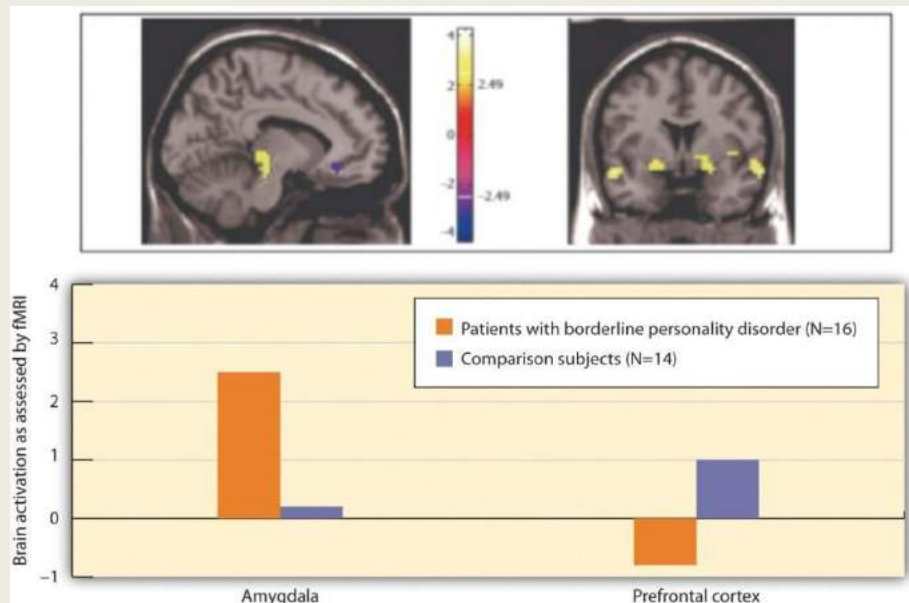 4
2
2.49
0
-2
-2.49
-4
Brain activation as assessed by fMRI
4
3
2
1
0
-1
Patients with borderline personality disorder (N=16)
Comparison subjects (N=14)
Amygdala
Prefrontal cortex